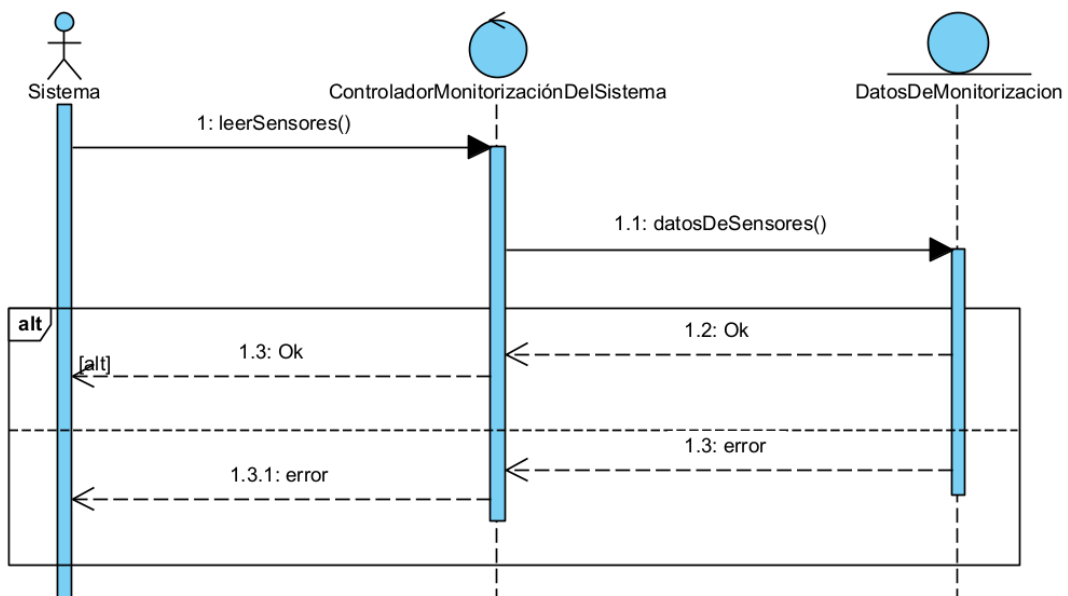 Sistema
ControladorMonitorizaciónDelSistema
DatosDeMonitorizacion
1: leerSensores()
1.1: datosDeSensores()
alt
1.2: Ok
1.3: Ok
[alt]
1.3: error
1.3.1: error